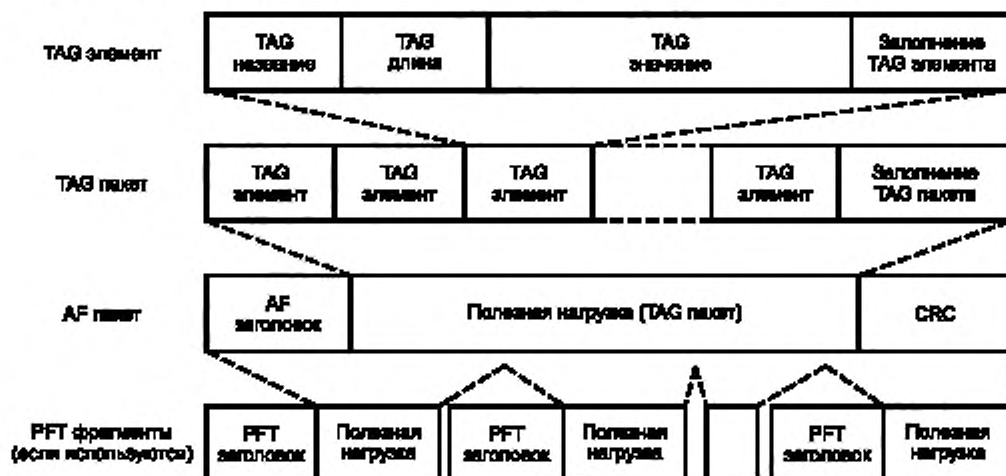 TAG элемент
TAG
название
TAG
длина
TAG
значение
Заполнение
TAG элемента
TAG пакет
TAG
элемент
TAG
элемент
TAG
элемент
TAG
элемент
Заполнение
TAG пакета
AF пакет
AF
заголовок
Полезная нагрузка (TAG пакет)
CRC
PFT фрагменты
(если используются)
PFT
заголовок
Полезная
нагрузка
PFT
заголовок
Полезная
нагрузка
PFT
заголовок
Полезная
нагрузка